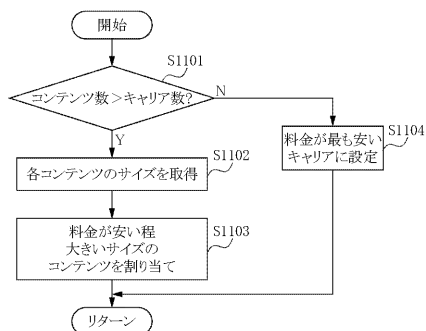 開始
S1101
コンテンツ数＞キャリア数?
N
Y
S1104
料金が最も安い
キャリアに設定
S1102
各コンテンツのサイズを取得
S1103
料金が安い程
大きいサイズの
コンテンツを割り当て
リターン